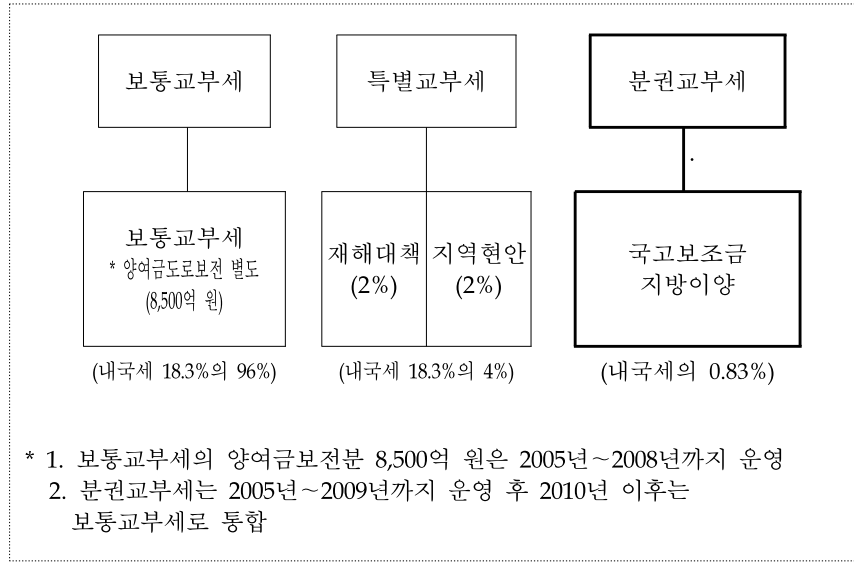 보통교부세
특별교부세
분권교부세
보통교부세
* 양여금도로보전 별도
(8,500억 원)
재해대책
(2%)
지역현안
(2%)
국고보조금
지방이양
(내국세 18.3%의 96%)
(내국세 18.3%의 4%)
(내국세의 0.83%)
* 1. 보통교부세의 양여금보전분 8,500억 원은 2005년~2008년까지 운영
2. 분권교부세는 2005년~2009년까지 운영 후 2010년 이후는
보통교부세로 통합